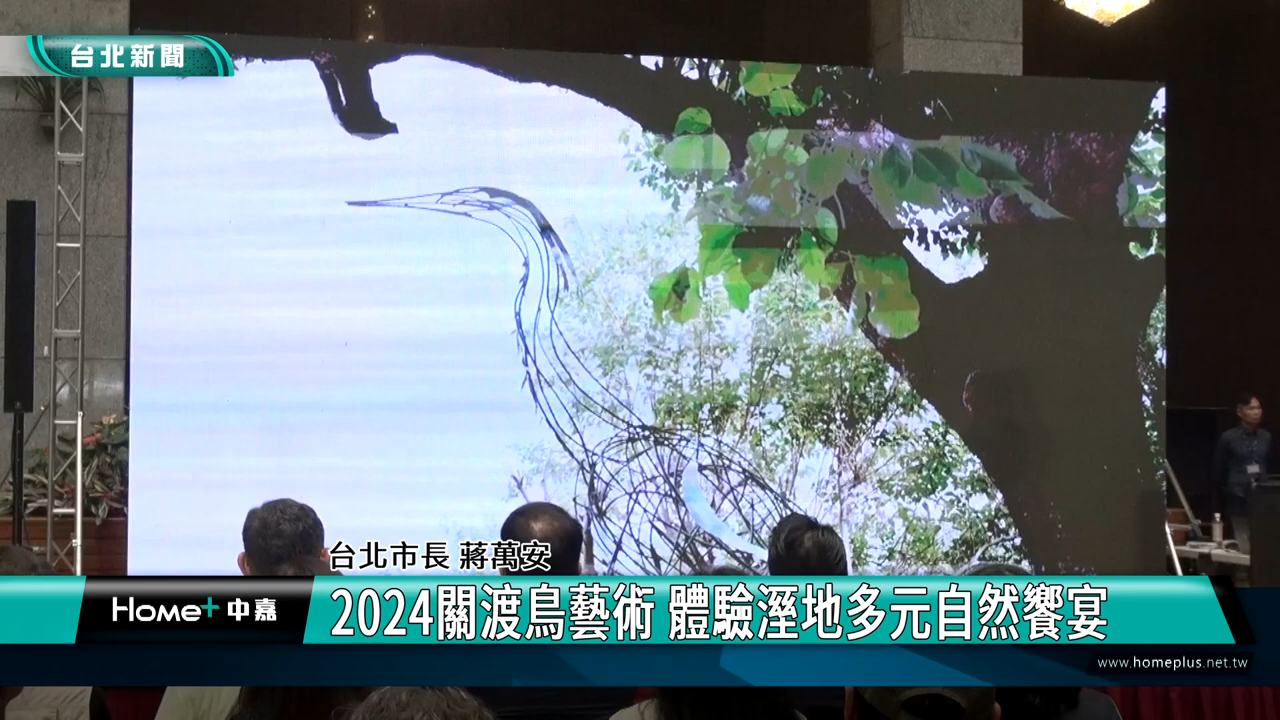 台北新聞
台北市長 蔣萬安
Home+ 中嘉
2024關渡鳥藝術 體驗溼地多元自然饗宴
www.homeplus.net.tw